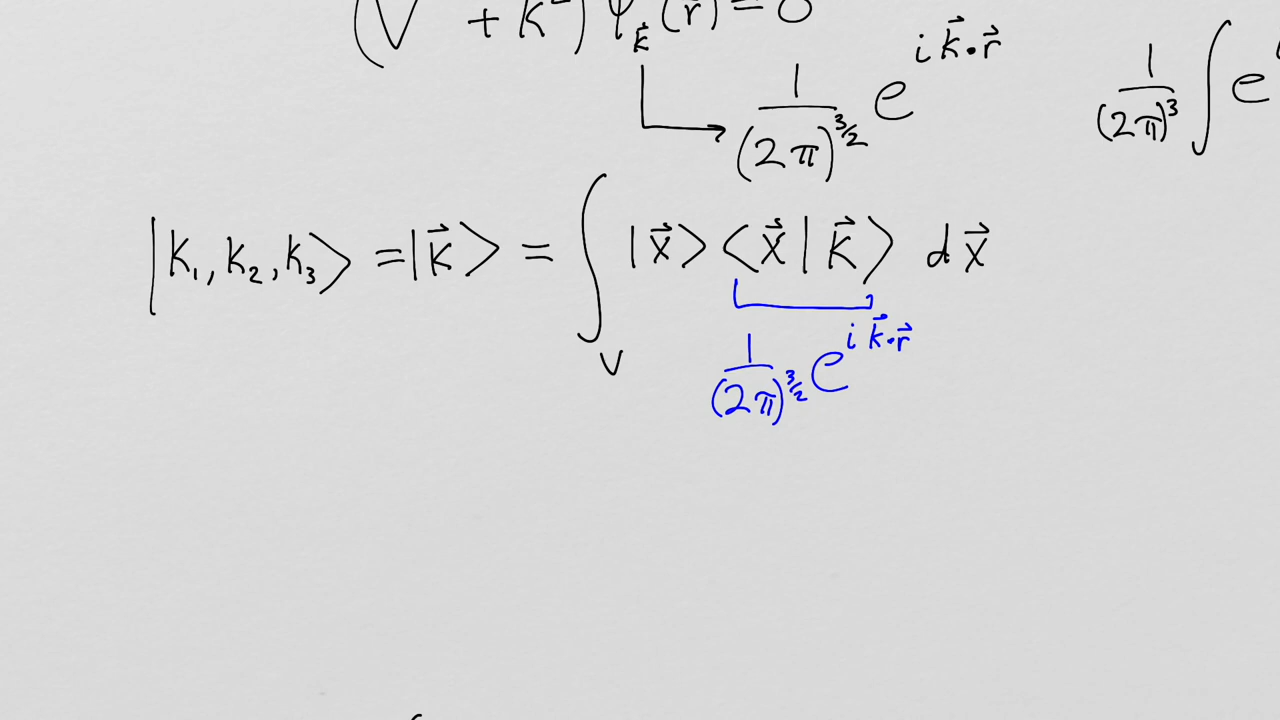 (∇² + k²) ψ_k⃗ (r⃗) = 0
1/(2π)^{3/2} e^{i k⃗·r⃗}
1/(2π)³ ∫ e
|k₁, k₂, k₃⟩ = |k⃗⟩ = ∫_V |x⃗⟩ ⟨x⃗|k⃗⟩ dx⃗
1/(2π)^{3/2} e^{i k⃗·r⃗}